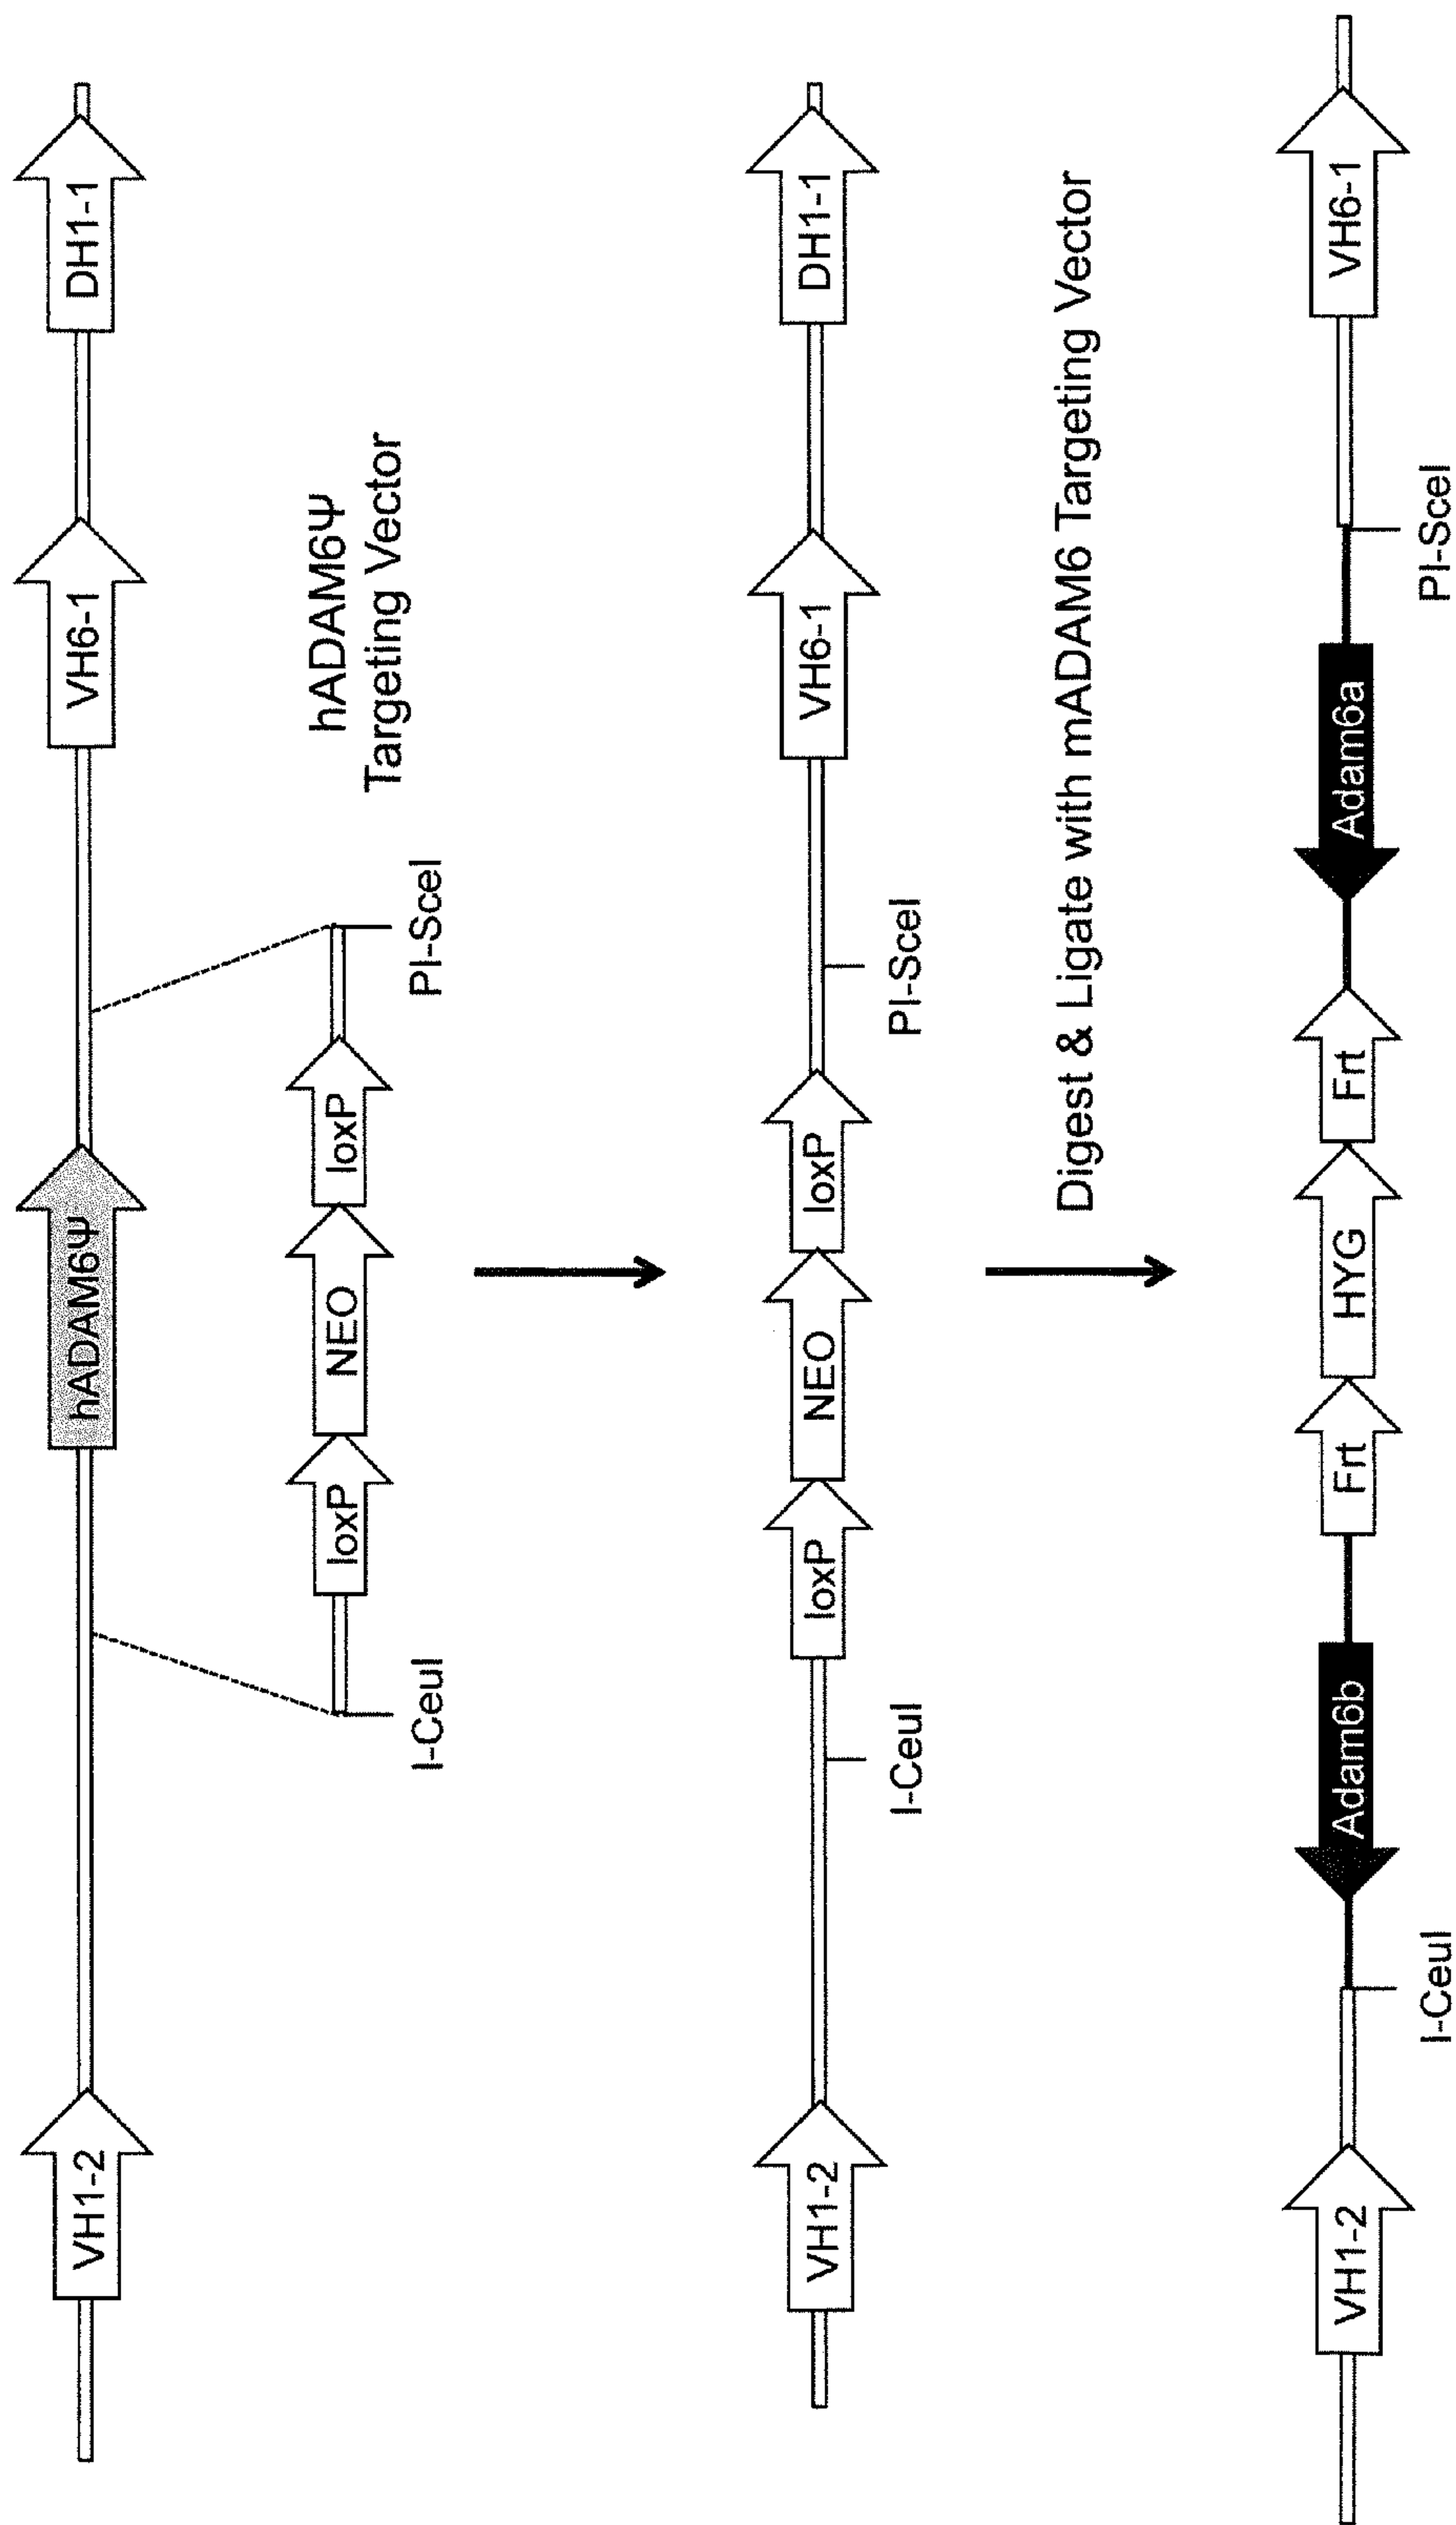 VH1-2
hADAM6Ψ
VH6-1
DH1-1
loxP
NEO
loxP
I-CeuI
PI-SceI
hADAM6Ψ
Targeting Vector
VH1-2
loxP
NEO
loxP
VH6-1
DH1-1
I-CeuI
PI-SceI
Digest & Ligate with mADAM6 Targeting Vector
VH1-2
Adam6b
Frt
HYG
Frt
Adam6a
VH6-1
I-CeuI
PI-SceI